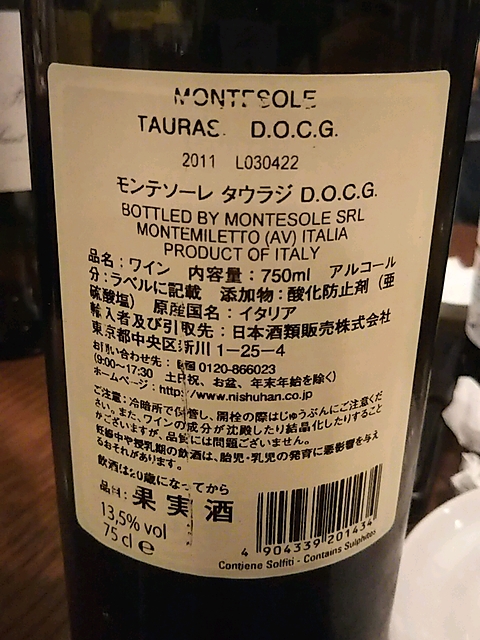 MONTESOLE
TAURAS. D.O.C.G.
2011 L030422
モンテソーレ タウラジ D.O.C.G.
BOTTLED BY MONTESOLE SRL
MONTEMILETTO (AV) ITALIA
PRODUCT OF ITALY
品名:ワイン 内容量:750ml アルコール
分:ラベルに記載 添加物:酸化防止剤(亜
硫酸塩) 原産国名:イタリア
輸入者及び引取先:日本酒類販売株式会社
東京都中央区新川1-25-4
お問い合わせ先: 0120-866023
(9:00~17:30 土日祝、お盆、年末年始を除く)
ホームページ:http://www.nishuhan.co.jp
ご注意:冷暗所で保管し、開栓の際はじゅうぶんにご注意くだ
さい。また、ワインの成分が沈殿したり結晶化したりすること
がございますが、品質には問題ございません。
妊娠中や授乳期の飲酒は、胎児・乳児の発育に悪影響を与え
るおそれがあります。
飲酒は20歳になってから
品目:果実酒
13,5% vol
75 cl e
4 904339 201434
Contiene Solfiti - Contains Sulphites